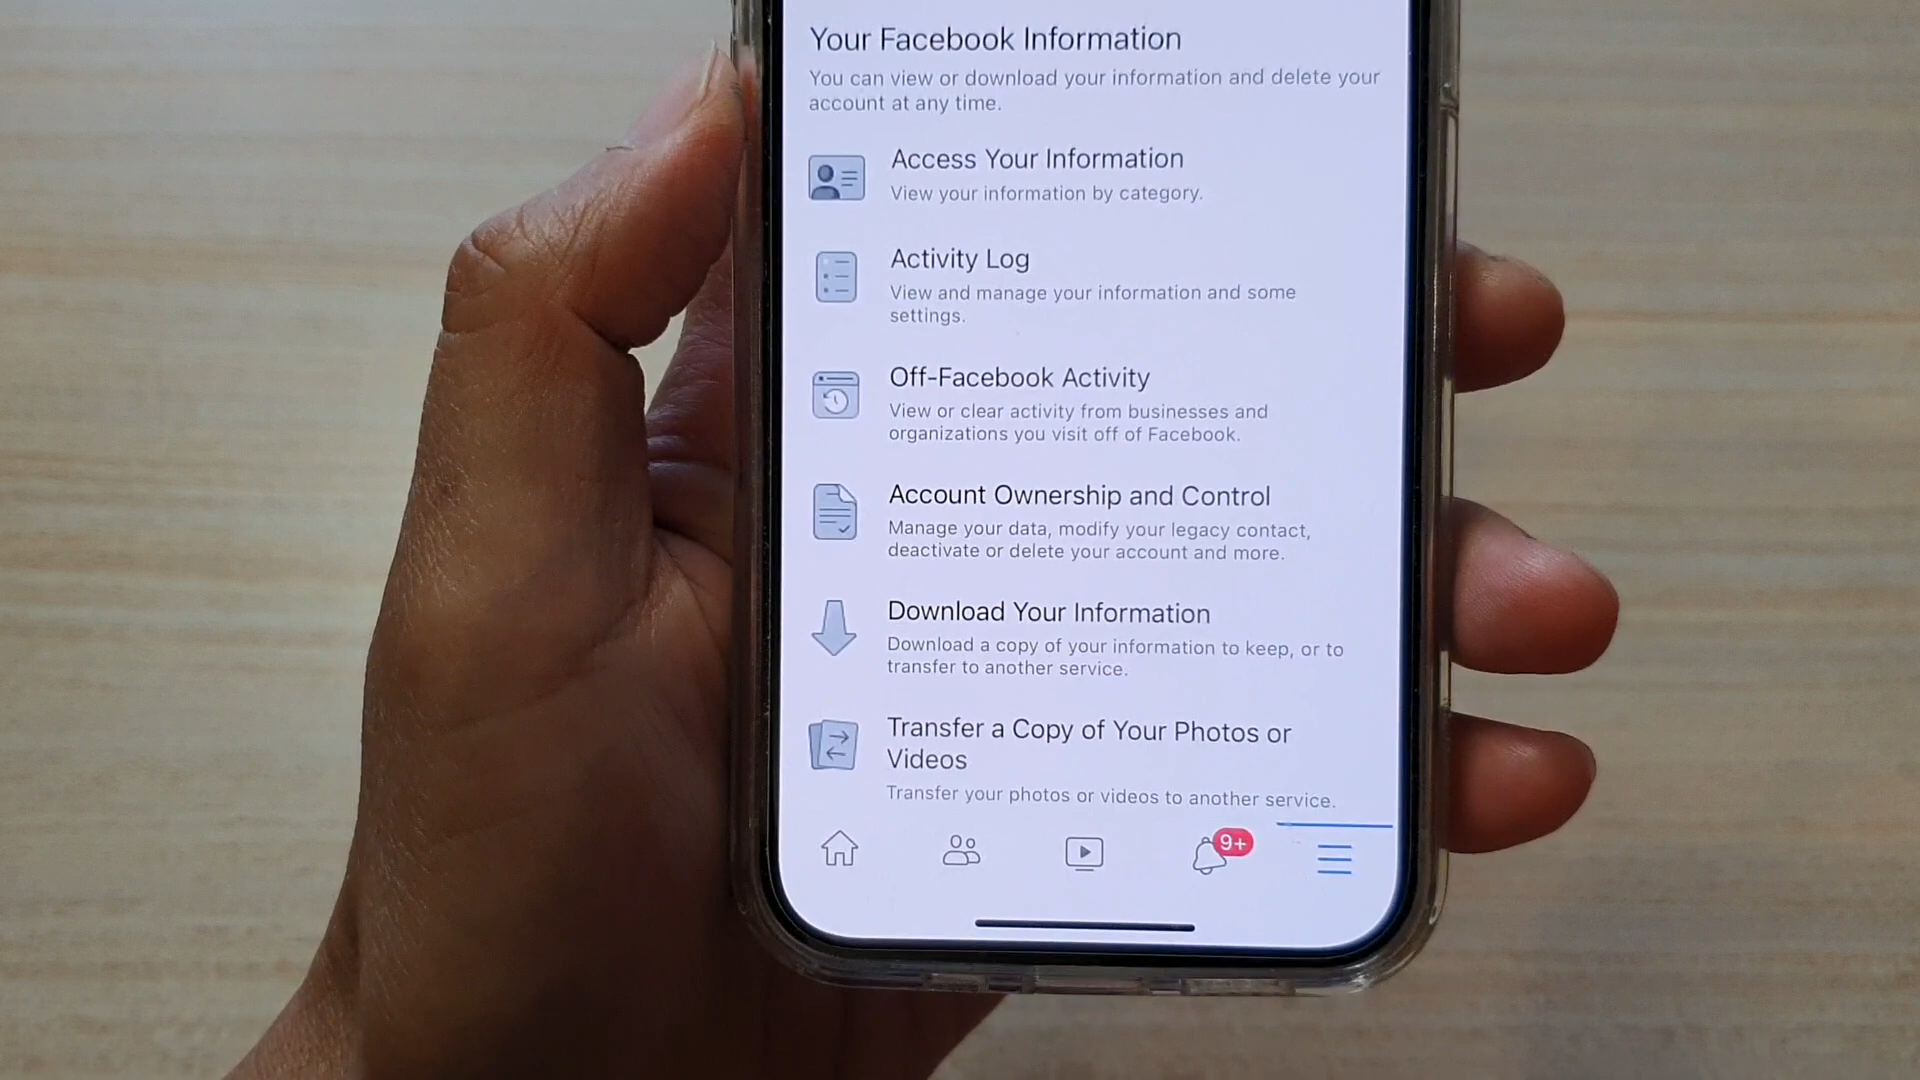 Your Facebook Information
You can view or download your information and delete your
account at any time.
Access Your Information
View your information by category.
Activity Log
View and manage your information and some
settings.
Off-Facebook Activity
View or clear activity from businesses and
organizations you visit off of Facebook.
Account Ownership and Control
Manage your data, modify your legacy contact,
deactivate or delete your account and more.
Download Your Information
Download a copy of your information to keep, or to
transfer to another service.
Transfer a Copy of Your Photos or
Videos
Transfer your photos or videos to another service.
9+